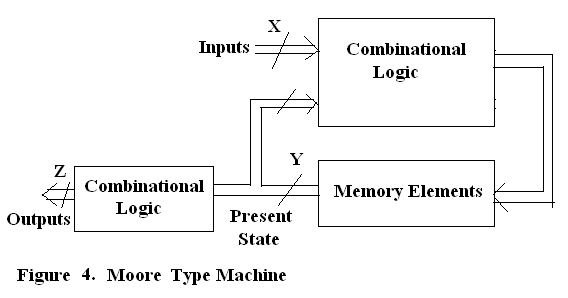 X
Inputs
Combinational
Logic
Z
Combinational
Logic
Outputs
Y
Present
State
Memory Elements
Figure 4. Moore Type Machine